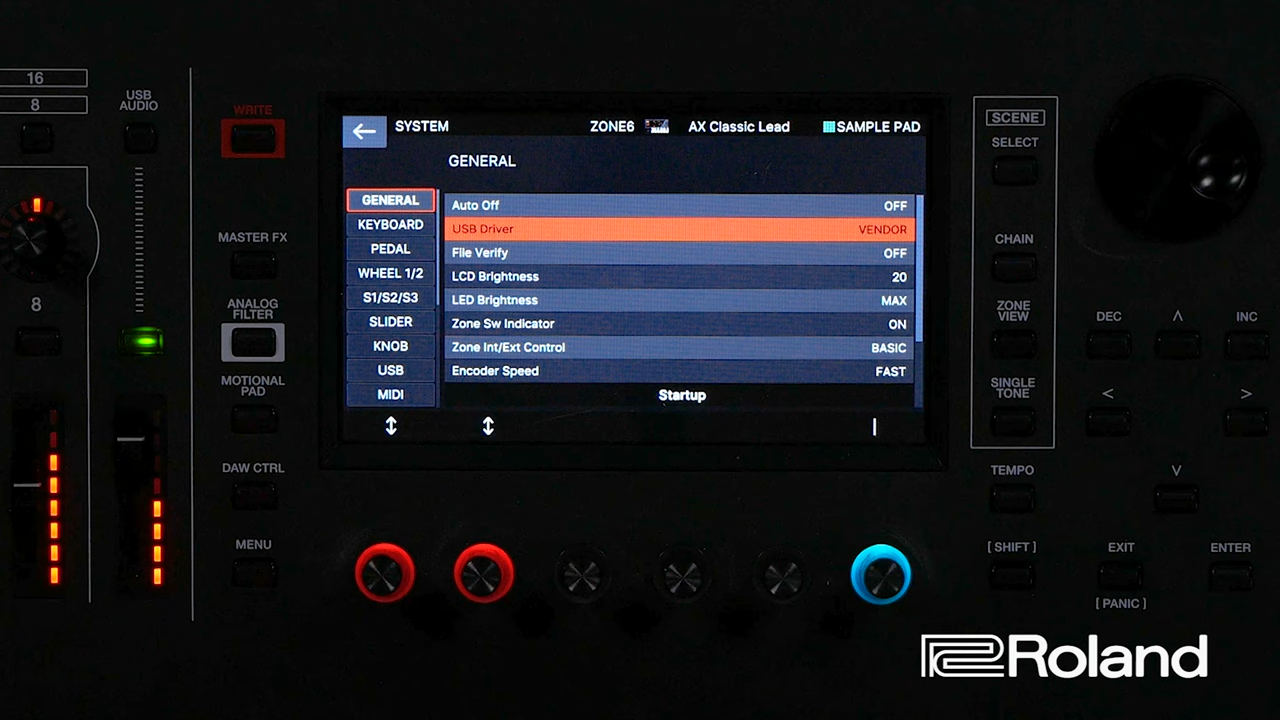 16
8
USB
AUDIO
8
WRITE
MASTER FX
ANALOG
FILTER
MOTIONAL
PAD
DAW CTRL
MENU
SYSTEM
ZONE6
AX Classic Lead
SAMPLE PAD
GENERAL
GENERAL
KEYBOARD
PEDAL
WHEEL 1/2
S1/S2/S3
SLIDER
KNOB
USB
MIDI
Auto Off OFF
USB Driver VENDOR
File Verify OFF
LCD Brightness 20
LED Brightness MAX
Zone Sw Indicator ON
Zone Int/Ext Control BASIC
Encoder Speed FAST
Startup
SCENE
SELECT
CHAIN
ZONE
VIEW
SINGLE
TONE
TEMPO
[ SHIFT ]
DEC
INC
EXIT
[ PANIC ]
ENTER
Roland